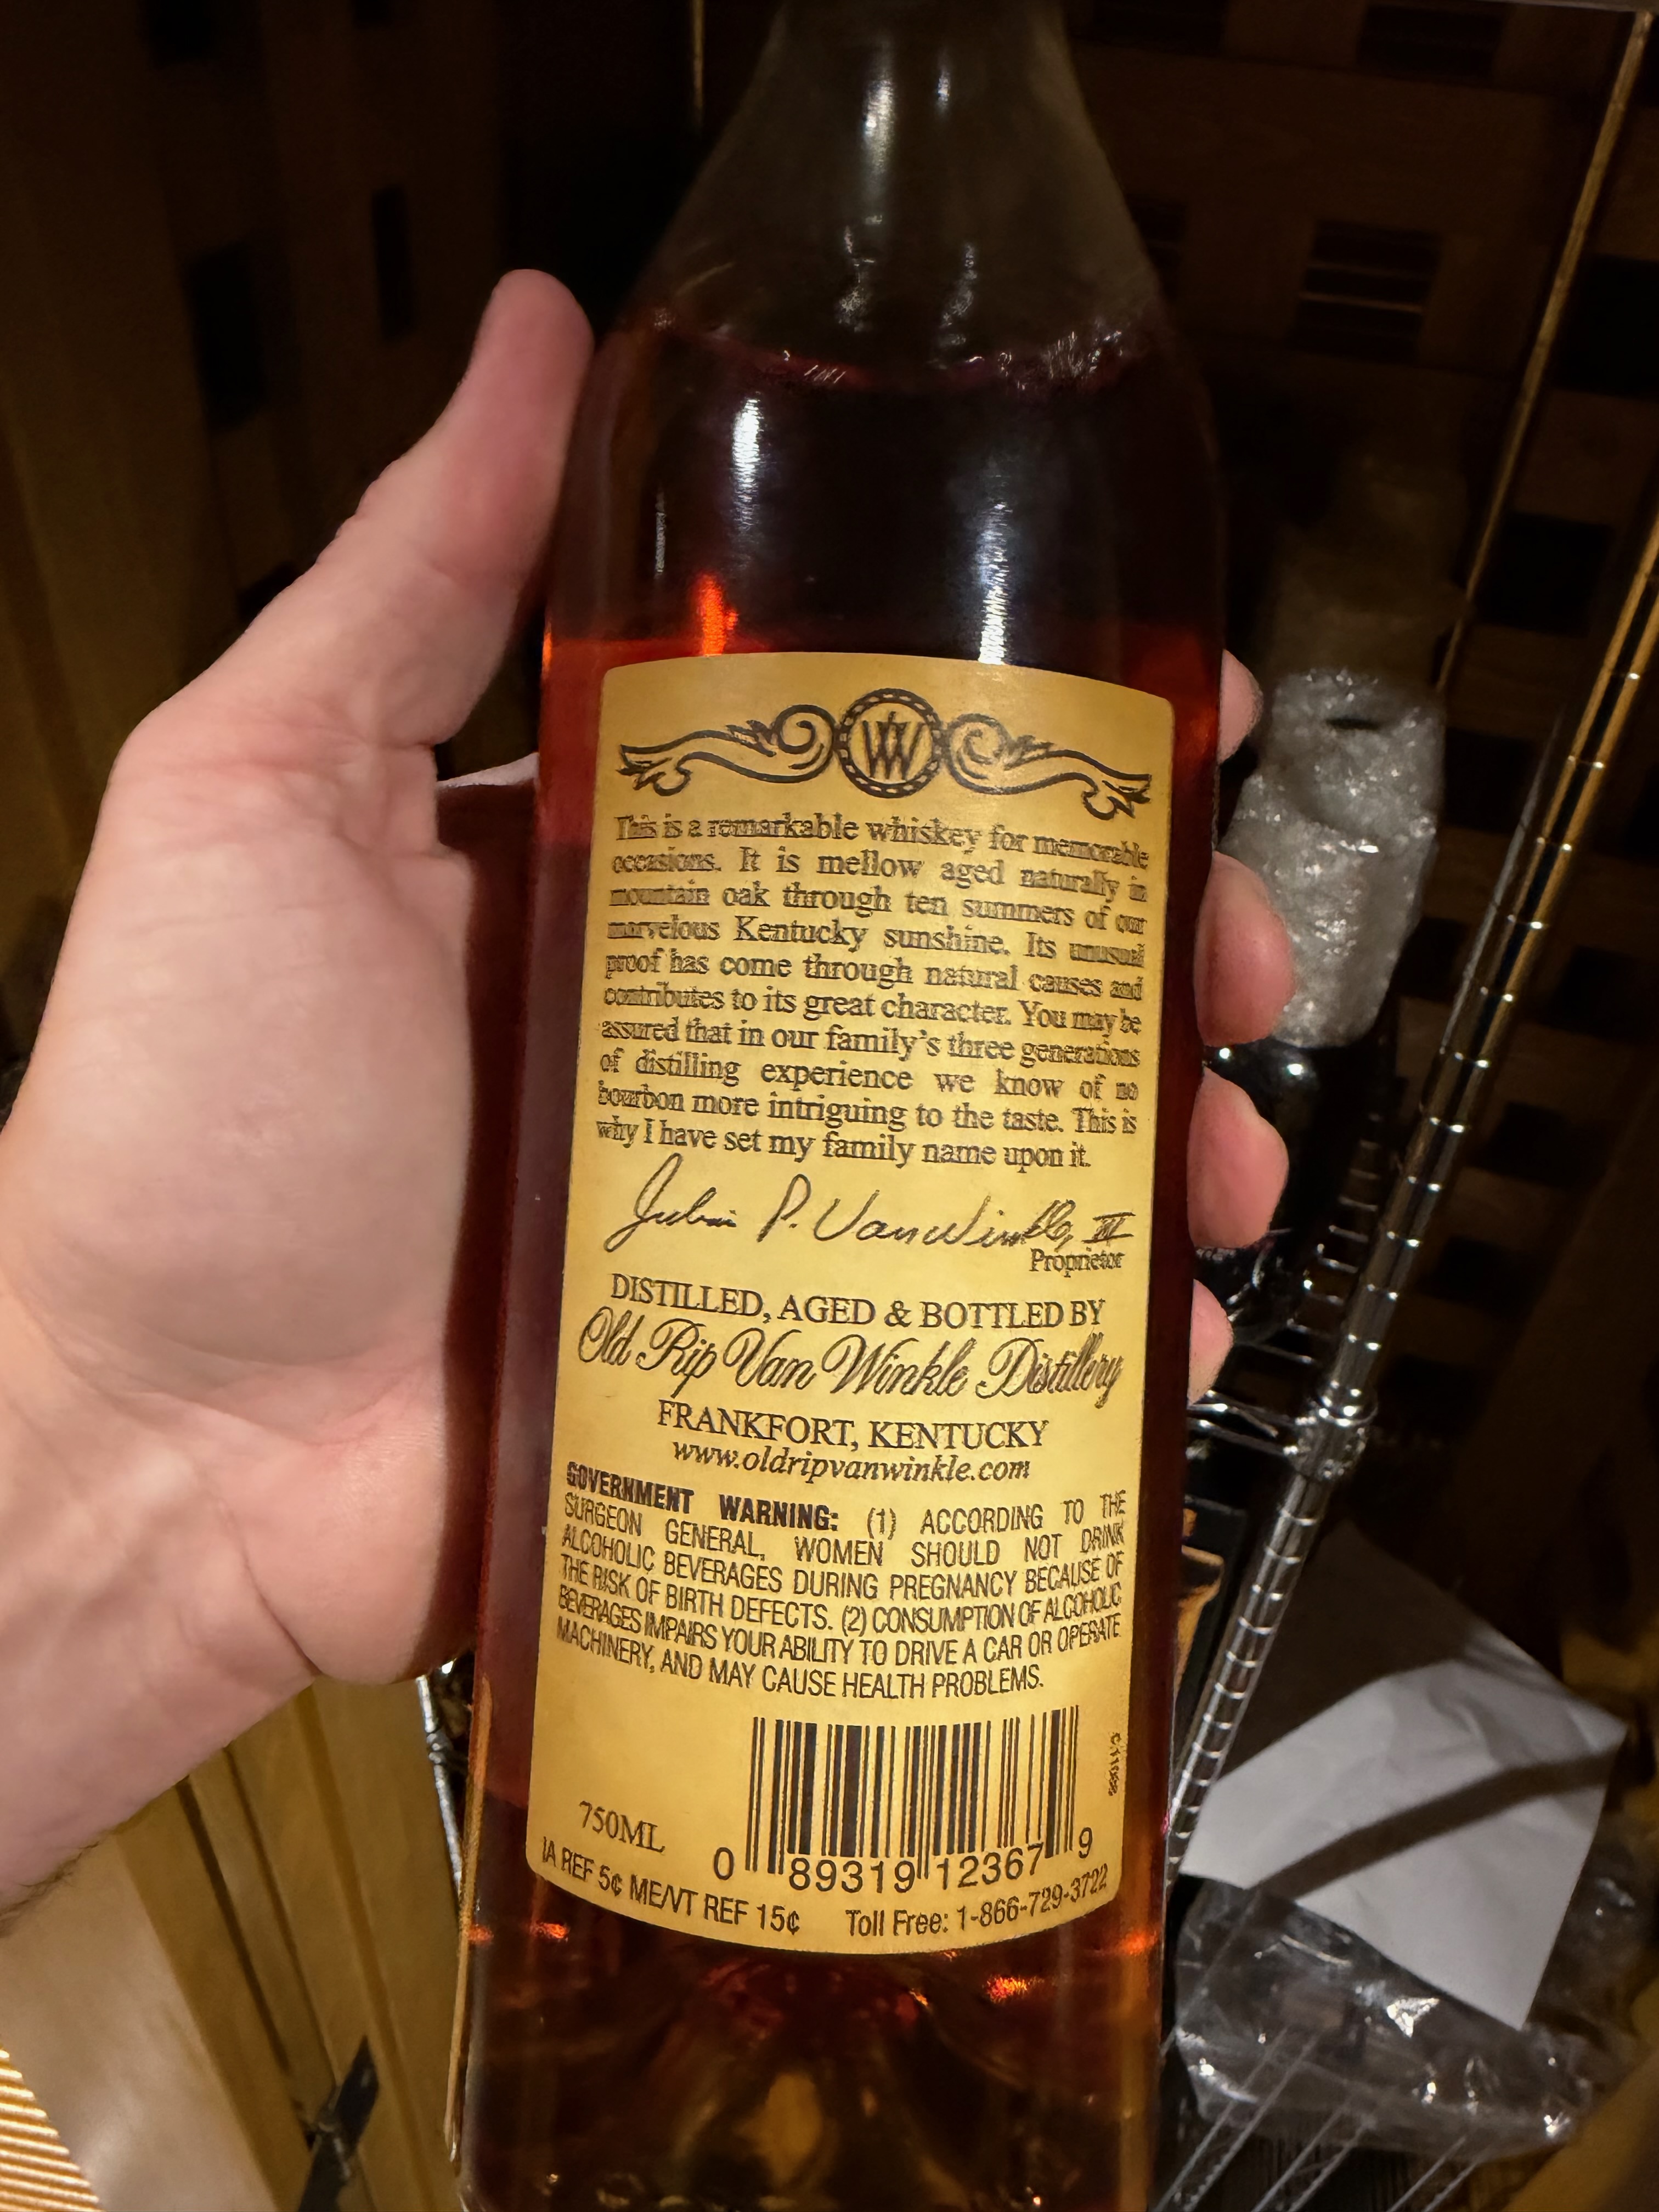 VW
This is a remarkable whiskey for memorable
occasions. It is mellow aged naturally in
mountain oak through ten summers of our
marvelous Kentucky sunshine. Its unusual
proof has come through natural causes and
contributes to its great character. You may be
assured that in our family's three generations
of distilling experience we know of no
bourbon more intriguing to the taste. This is
why I have set my family name upon it.
Julian P. Van Winkle, III
Proprietor
DISTILLED, AGED & BOTTLED BY
Old Rip Van Winkle Distillery
FRANKFORT, KENTUCKY
www.oldripvanwinkle.com
GOVERNMENT WARNING: (1) ACCORDING TO THE
SURGEON GENERAL, WOMEN SHOULD NOT DRINK
ALCOHOLIC BEVERAGES DURING PREGNANCY BECAUSE OF
THE RISK OF BIRTH DEFECTS. (2) CONSUMPTION OF ALCOHOLIC
BEVERAGES IMPAIRS YOUR ABILITY TO DRIVE A CAR OR OPERATE
MACHINERY, AND MAY CAUSE HEALTH PROBLEMS.
750ML
0 89319 12367 9
IA REF 5¢ ME/VT REF 15¢ Toll Free: 1-866-729-3722